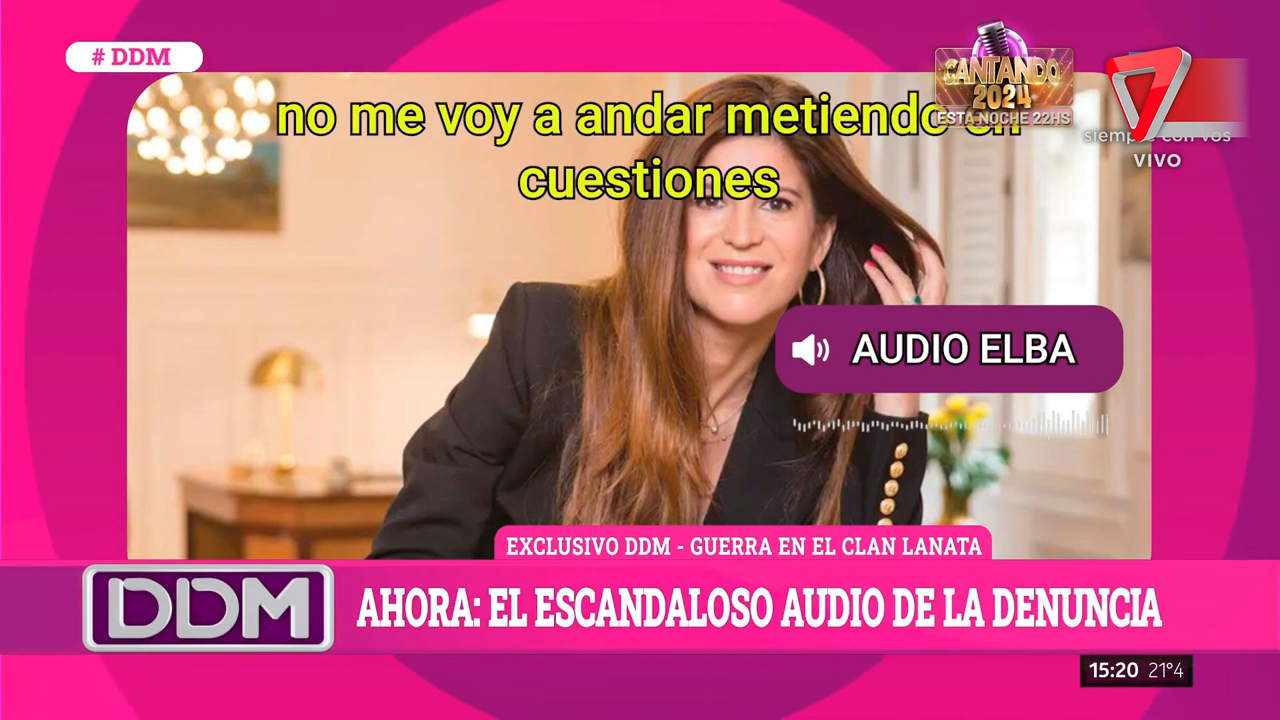 # DDM
CANTANDO
2024
ESTA NOCHE 22HS
siempre con vos
VIVO
no me voy a andar metiendo en
cuestiones
AUDIO ELBA
EXCLUSIVO DDM - GUERRA EN EL CLAN LANATA
DDM
AHORA: EL ESCANDALOSO AUDIO DE LA DENUNCIA
15:20 21°4